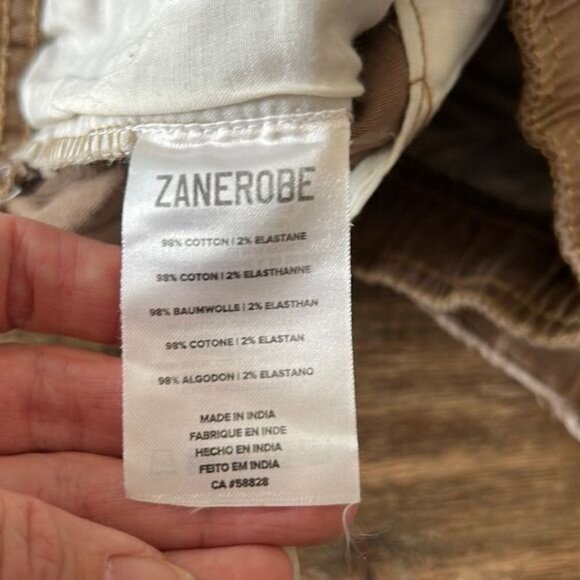 ZANEROBE
98% COTTON | 2% ELASTANE
98% COTON | 2% ELASTHANNE
98% BAUMWOLLE | 2% ELASTHAN
98% COTONE | 2% ELASTAN
98% ALGODON | 2% ELASTANO
MADE IN INDIA
FABRIQUE EN INDE
HECHO EN INDIA
FEITO EM INDIA
CA #58828